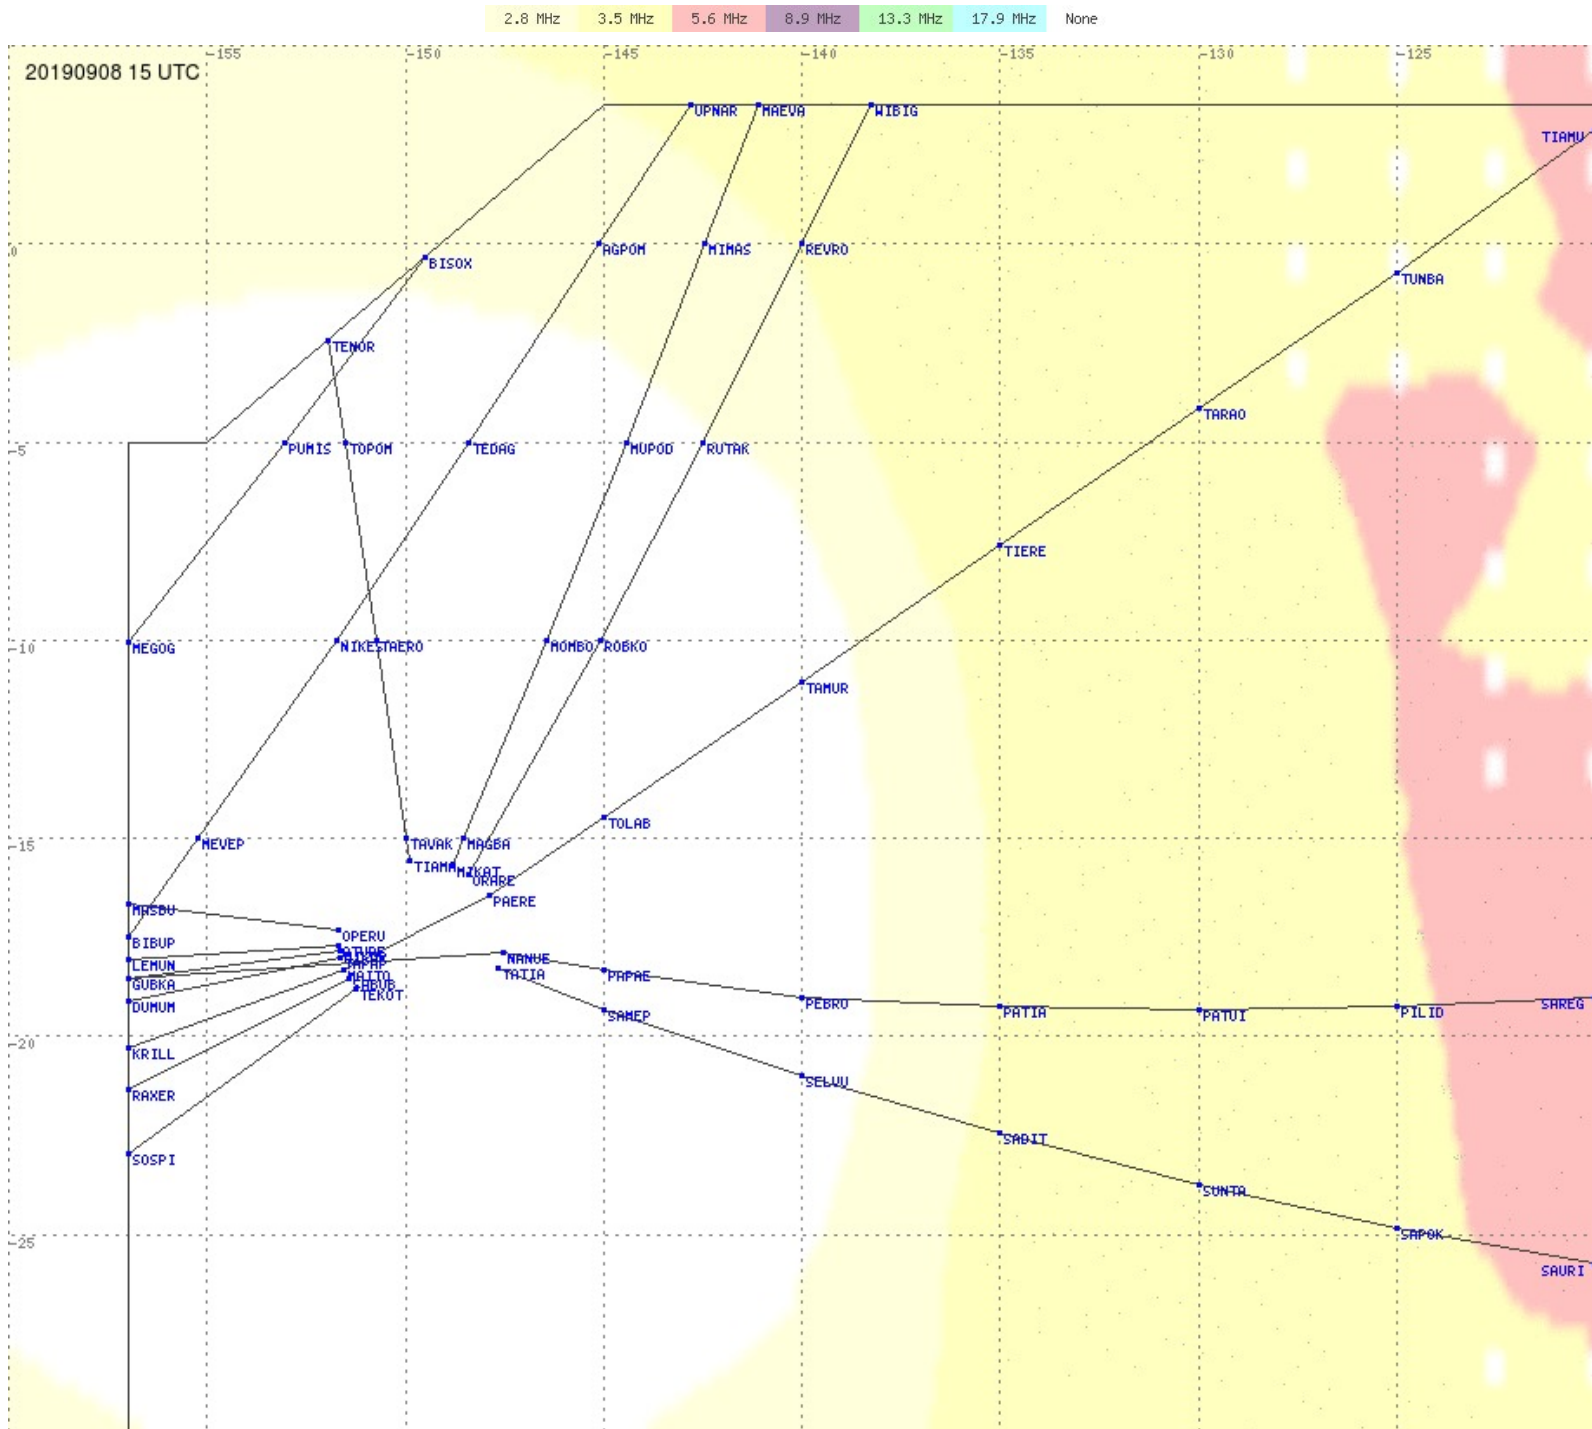 2.8 MHz 3.5 MHz 5.6 MHz 8.9 MHz 13.3 MHz 17.9 MHz None
-155 -150 -145 -140 -135 -130 -125
20190908 15 UTC
UPNAR MAEVA WIBIG
TIAMU
0 AGPOM MIMAS REVRO
BISOX
TUNBA
TENOR
TARAO
-5 PUMIS TOPOM TEDAG MUPOD RUTAK
TIERE
-10 MEGOG NIKES TAERO MOMBO ROBKO
TAMUR
TOLAB
-15 MEVEP TAVAK MAGBA
TIAMA MIKAT
ORARE
PAERE
MASBU
OPERU
BIBUP
NANUE
LEMUN
TATIA PAPAE
MAITO
GUBKA
TEKOT
DUMUM PEBRO PATIA PATUI PILID SAREG
SAMEP
-20
KRILL
SELVU
RAXER
SADIT
SOSPI
SUNTA
-25 SAPOK
SAURI